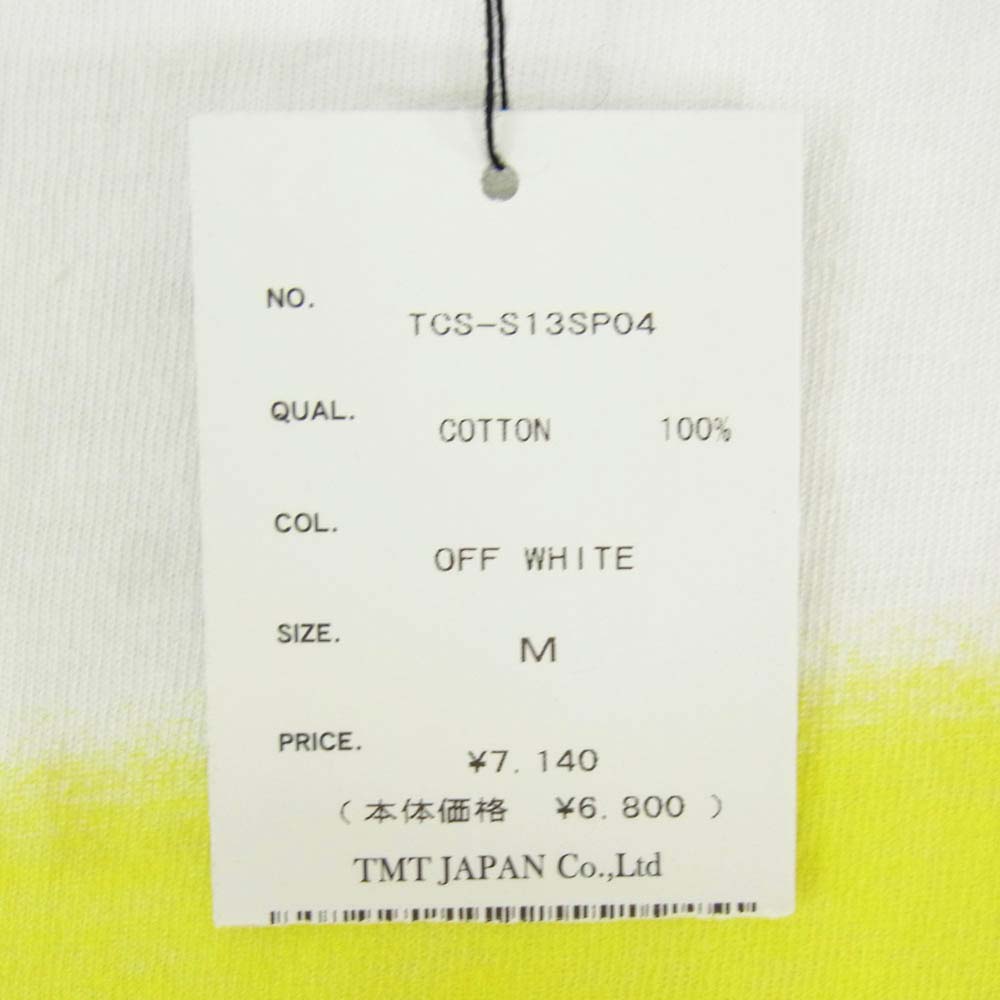 NO.
TCS-S13SP04
QUAL.
COTTON 100%
COL.
OFF WHITE
SIZE.
M
PRICE.
¥7.140
(本体価格 ¥6.800)
TMT JAPAN Co.,Ltd